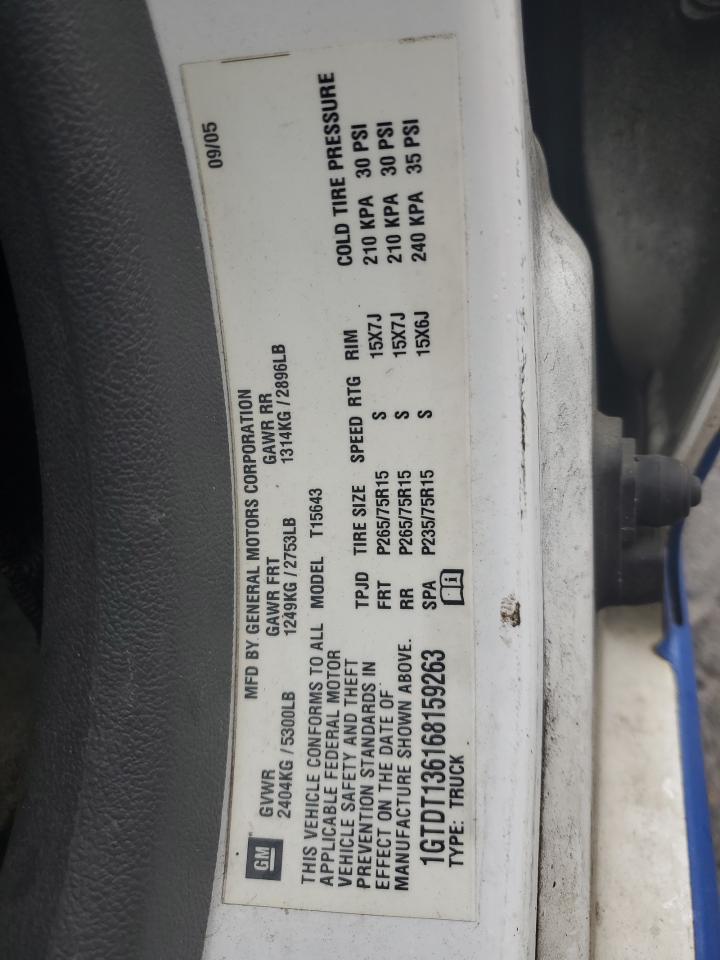 09/05
MFD BY GENERAL MOTORS CORPORATION
GM
GVWR GAWR FRT GAWR RR
2404KG / 5300LB 1249KG / 2753LB 1314KG / 2896LB
THIS VEHICLE CONFORMS TO ALL MODEL T15643
APPLICABLE FEDERAL MOTOR
VEHICLE SAFETY AND THEFT
PREVENTION STANDARDS IN
EFFECT ON THE DATE OF
MANUFACTURE SHOWN ABOVE.
TPJD TIRE SIZE SPEED RTG RIM COLD TIRE PRESSURE
FRT P265/75R15 S 15X7J 210 KPA 30 PSI
RR P265/75R15 S 15X7J 210 KPA 30 PSI
SPA P235/75R15 S 15X6J 240 KPA 35 PSI
1GTDT136168159263
TYPE: TRUCK